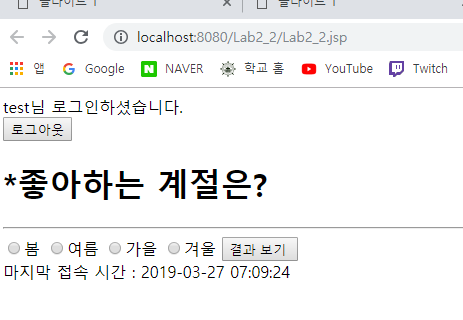 localhost:8080/Lab2_2/Lab2_2.jsp
앱 Google NAVER 학교 홈 YouTube Twitch
test님 로그인하셨습니다.
로그아웃
*좋아하는 계절은?
봄 여름 가을 겨울 결과 보기
마지막 접속 시간 : 2019-03-27 07:09:24